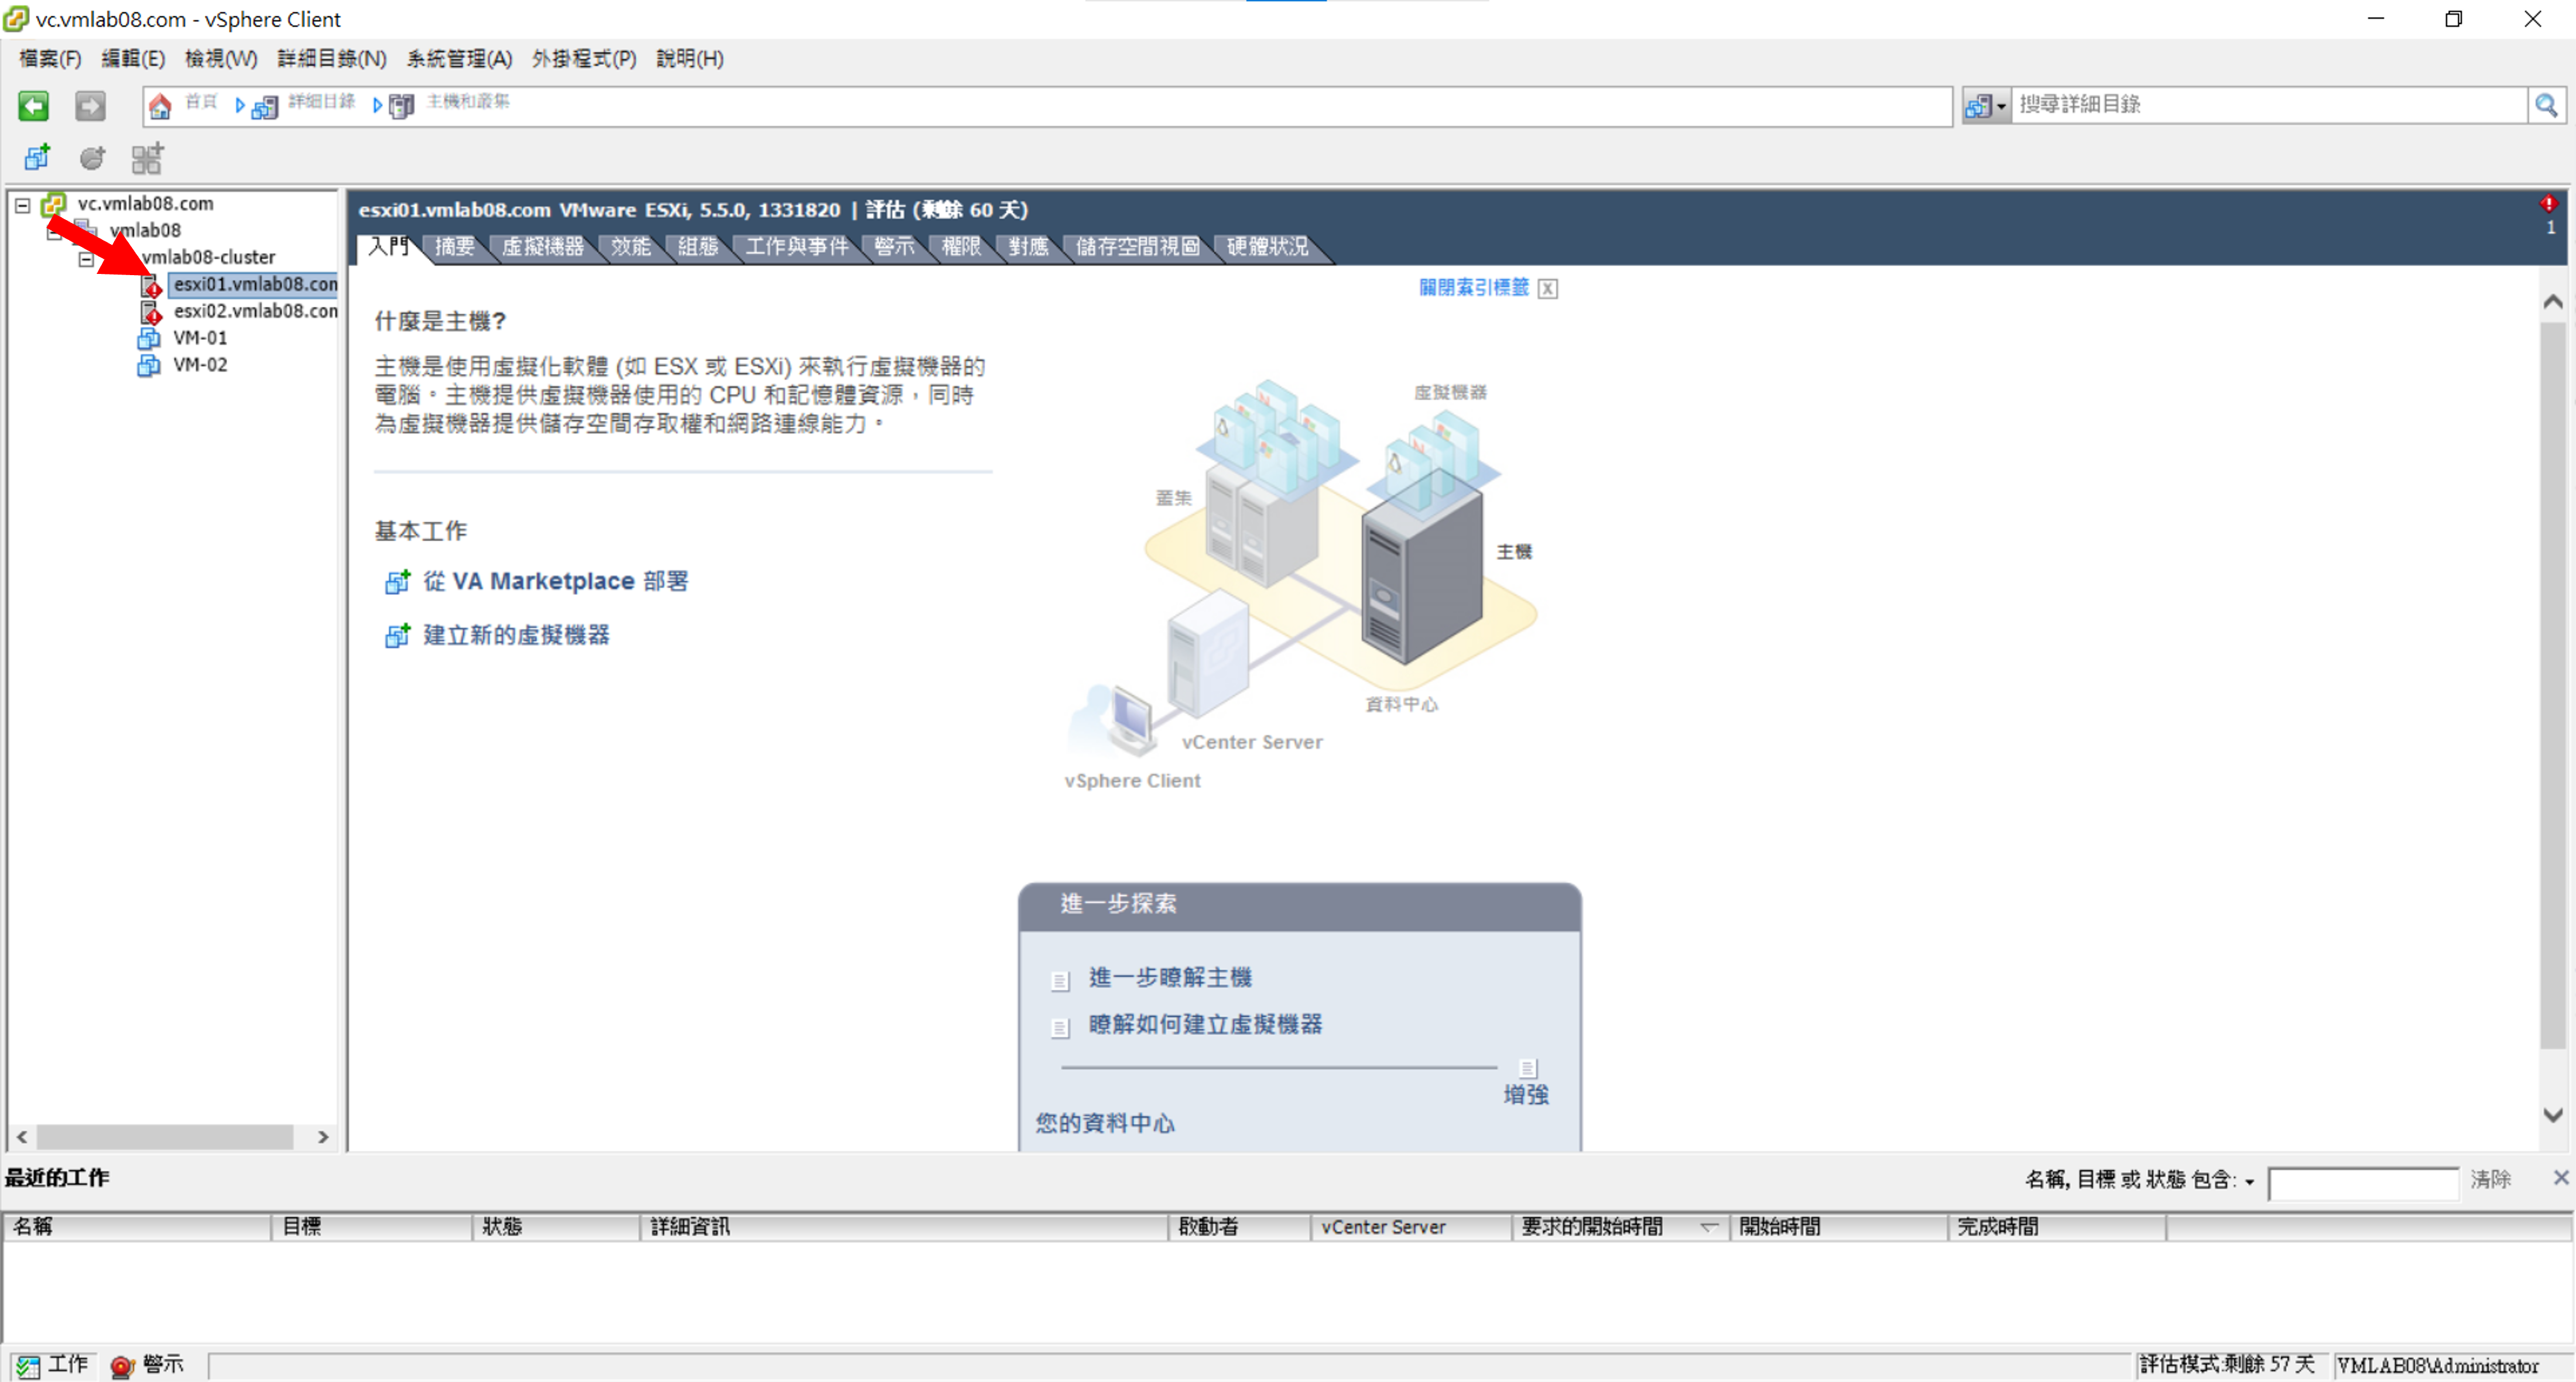 vc.vmlab08.com - vSphere Client
檔案(F) 編輯(E) 檢視(W) 詳細目錄(N) 系統管理(A) 外掛程式(P) 說明(H)
首頁 詳細目錄 主機和叢集
搜尋詳細目錄
vc.vmlab08.com
vmlab08
vmlab08-cluster
esxi01.vmlab08.con
esxi02.vmlab08.con
VM-01
VM-02
esxi01.vmlab08.com VMware ESXi, 5.5.0, 1331820 | 評估 (剩餘 60 天)
1
入門 摘要 虛擬機器 效能 組態 工作與事件 警示 權限 對應 儲存空間視圖 硬體狀況
關閉索引標籤 X
什麼是主機?
主機是使用虛擬化軟體 (如 ESX 或 ESXi) 來執行虛擬機器的
電腦。主機提供虛擬機器使用的 CPU 和記憶體資源，同時
為虛擬機器提供儲存空間存取權和網路連線能力。
基本工作
從 VA Marketplace 部署
建立新的虛擬機器
虛擬機器
叢集
主機
資料中心
vCenter Server
vSphere Client
進一步探索
進一步瞭解主機
瞭解如何建立虛擬機器
增強
您的資料中心
最近的工作
名稱, 目標 或 狀態 包含: 清除
名稱 目標 狀態 詳細資訊 啟動者 vCenter Server 要求的開始時間 開始時間 完成時間
工作 警示
評估模式:剩餘 57 天 VMLAB08\Administrator